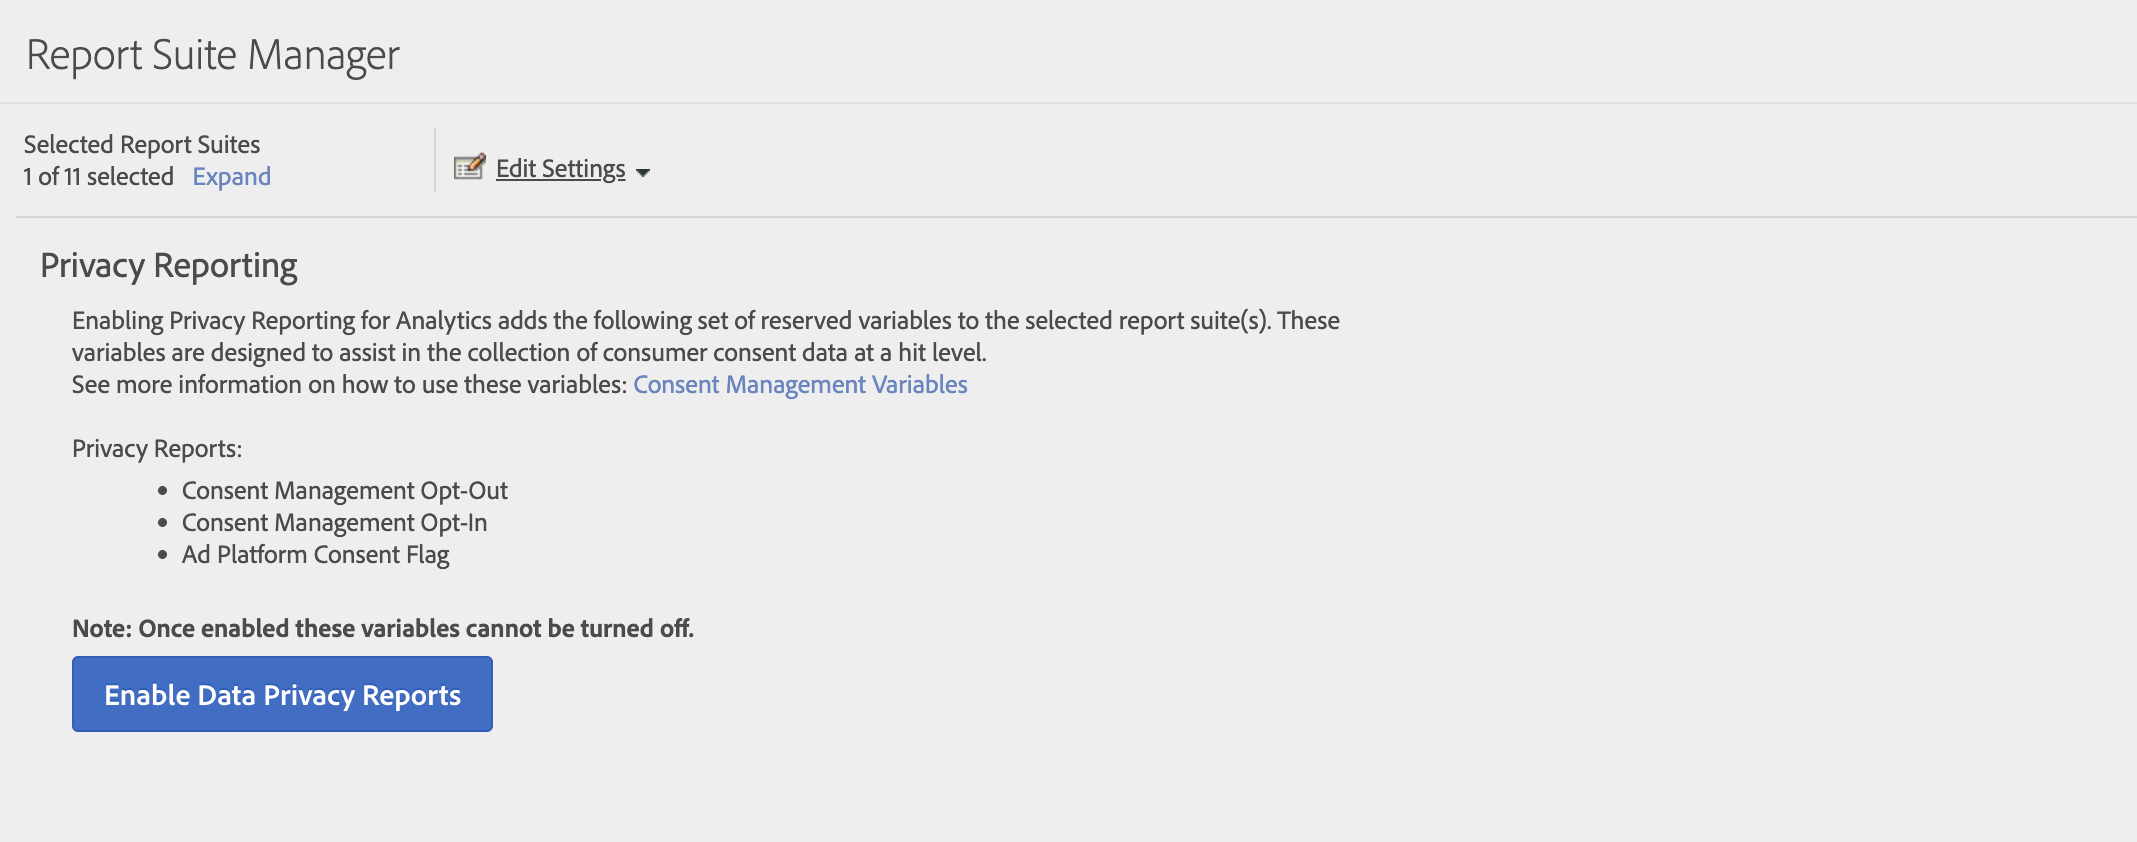 Report Suite Manager
Selected Report Suites
1 of 11 selected Expand
Edit Settings
Privacy Reporting
Enabling Privacy Reporting for Analytics adds the following set of reserved variables to the selected report suite(s). These
variables are designed to assist in the collection of consumer consent data at a hit level.
See more information on how to use these variables: Consent Management Variables
Privacy Reports:
• Consent Management Opt-Out
• Consent Management Opt-In
• Ad Platform Consent Flag
Note: Once enabled these variables cannot be turned off.
Enable Data Privacy Reports